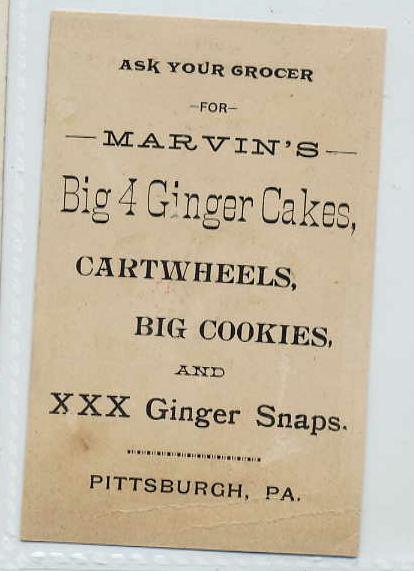 ASK YOUR GROCER
–FOR–
— MARVIN'S —
Big 4 Ginger Cakes,
CARTWHEELS,
BIG COOKIES,
AND
XXX Ginger Snaps.
PITTSBURGH, PA.